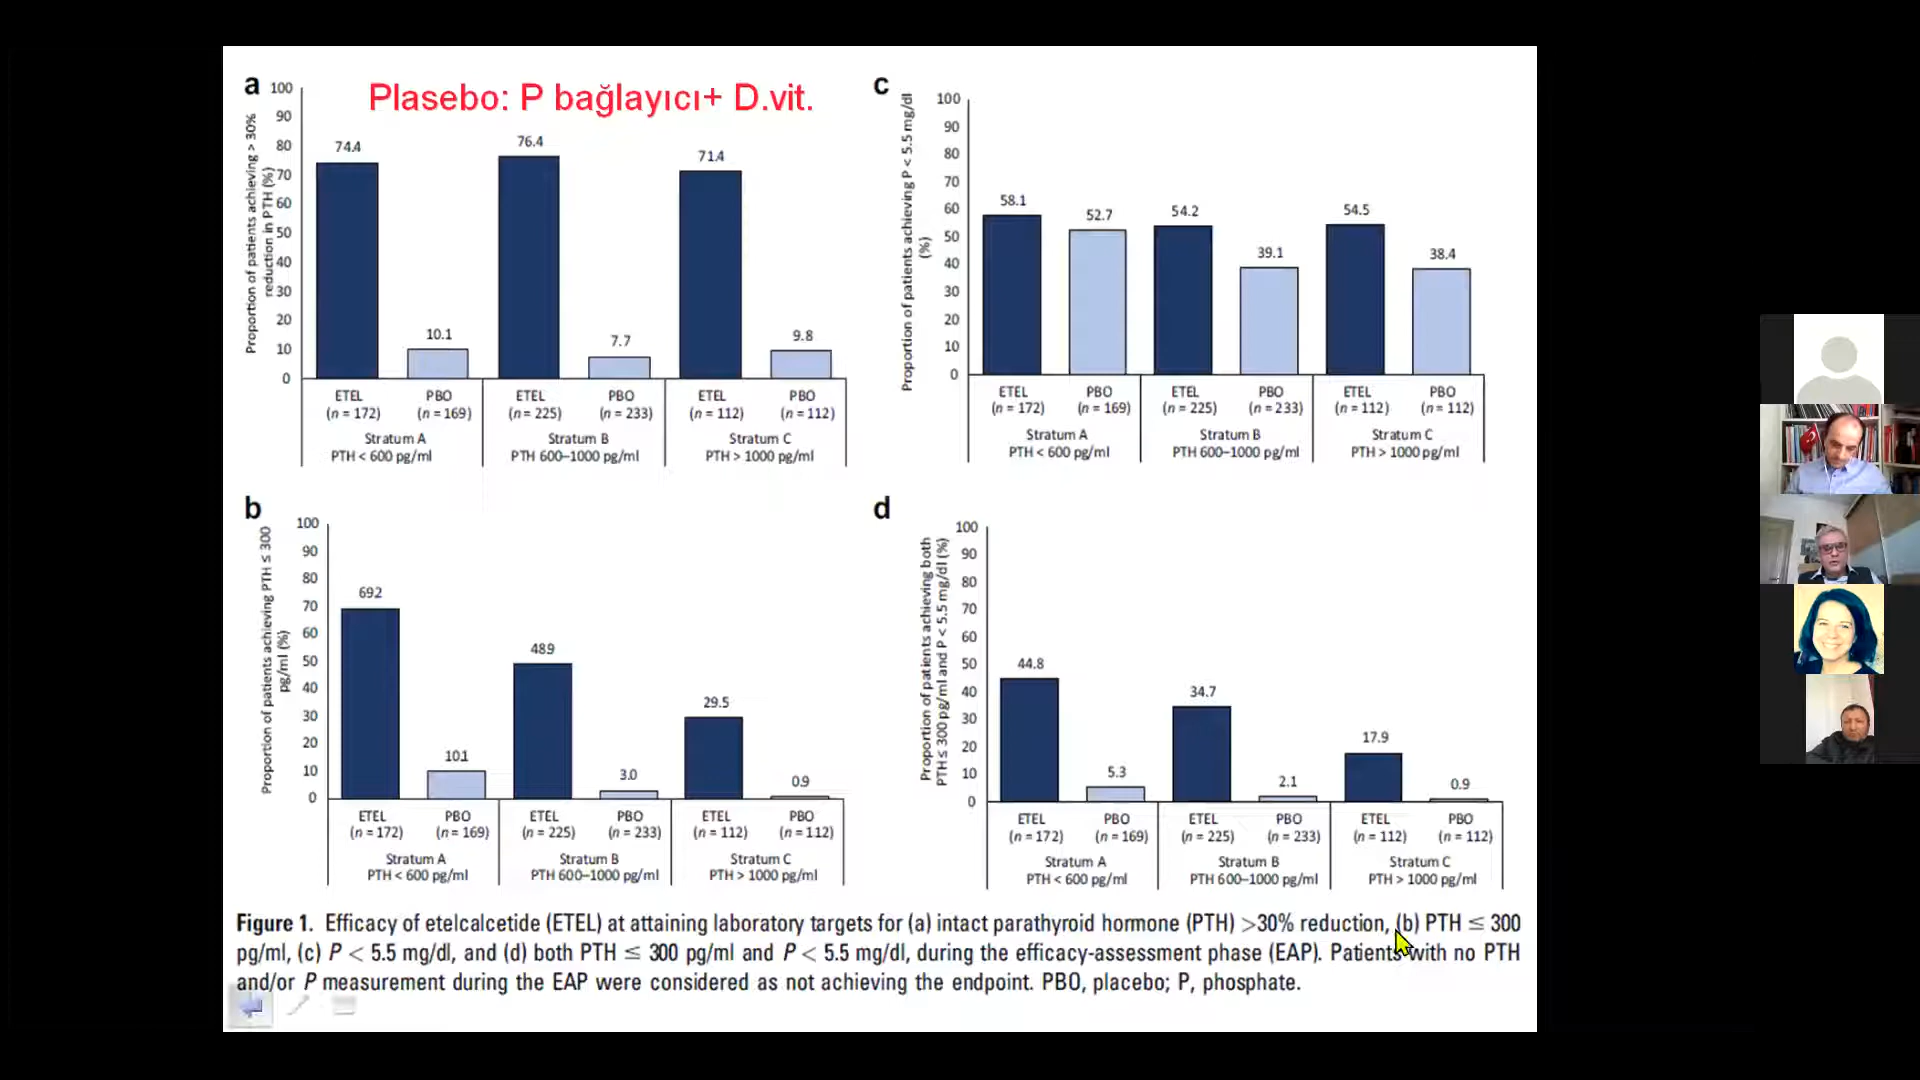 a
Plasebo: P bağlayıcı+ D.vit.
Proportion of patients achieving > 30%
reduction in PTH (%)
100
90
80
70
60
50
40
30
20
10
0
74.4
10.1
76.4
7.7
71.4
9.8
ETEL PBO ETEL PBO ETEL PBO
(n = 172) (n = 169) (n = 225) (n = 233) (n = 112) (n = 112)
Stratum A Stratum B Stratum C
PTH < 600 pg/ml PTH 600–1000 pg/ml PTH > 1000 pg/ml
c
Proportion of patients achieving P < 5.5 mg/dl
(%)
100
90
80
70
60
50
40
30
20
10
0
58.1
52.7
54.2
39.1
54.5
38.4
ETEL PBO ETEL PBO ETEL PBO
(n = 172) (n = 169) (n = 225) (n = 233) (n = 112) (n = 112)
Stratum A Stratum B Stratum C
PTH < 600 pg/ml PTH 600–1000 pg/ml PTH > 1000 pg/ml
b
Proportion of patients achieving PTH ≤ 300
pg/ml (%)
100
90
80
70
60
50
40
30
20
10
0
692
101
489
3.0
29.5
0.9
ETEL PBO ETEL PBO ETEL PBO
(n = 172) (n = 169) (n = 225) (n = 233) (n = 112) (n = 112)
Stratum A Stratum B Stratum C
PTH < 600 pg/ml PTH 600–1000 pg/ml PTH > 1000 pg/ml
d
Proportion of patients achieving both
PTH ≤ 300 pg/ml and P < 5.5 mg/dl (%)
100
90
80
70
60
50
40
30
20
10
0
44.8
5.3
34.7
2.1
17.9
0.9
ETEL PBO ETEL PBO ETEL PBO
(n = 172) (n = 169) (n = 225) (n = 233) (n = 112) (n = 112)
Stratum A Stratum B Stratum C
PTH < 600 pg/ml PTH 600–1000 pg/ml PTH > 1000 pg/ml
Figure 1. Efficacy of etelcalcetide (ETEL) at attaining laboratory targets for (a) intact parathyroid hormone (PTH) >30% reduction, (b) PTH ≤ 300
pg/ml, (c) P < 5.5 mg/dl, and (d) both PTH ≤ 300 pg/ml and P < 5.5 mg/dl, during the efficacy-assessment phase (EAP). Patients with no PTH
and/or P measurement during the EAP were considered as not achieving the endpoint. PBO, placebo; P, phosphate.